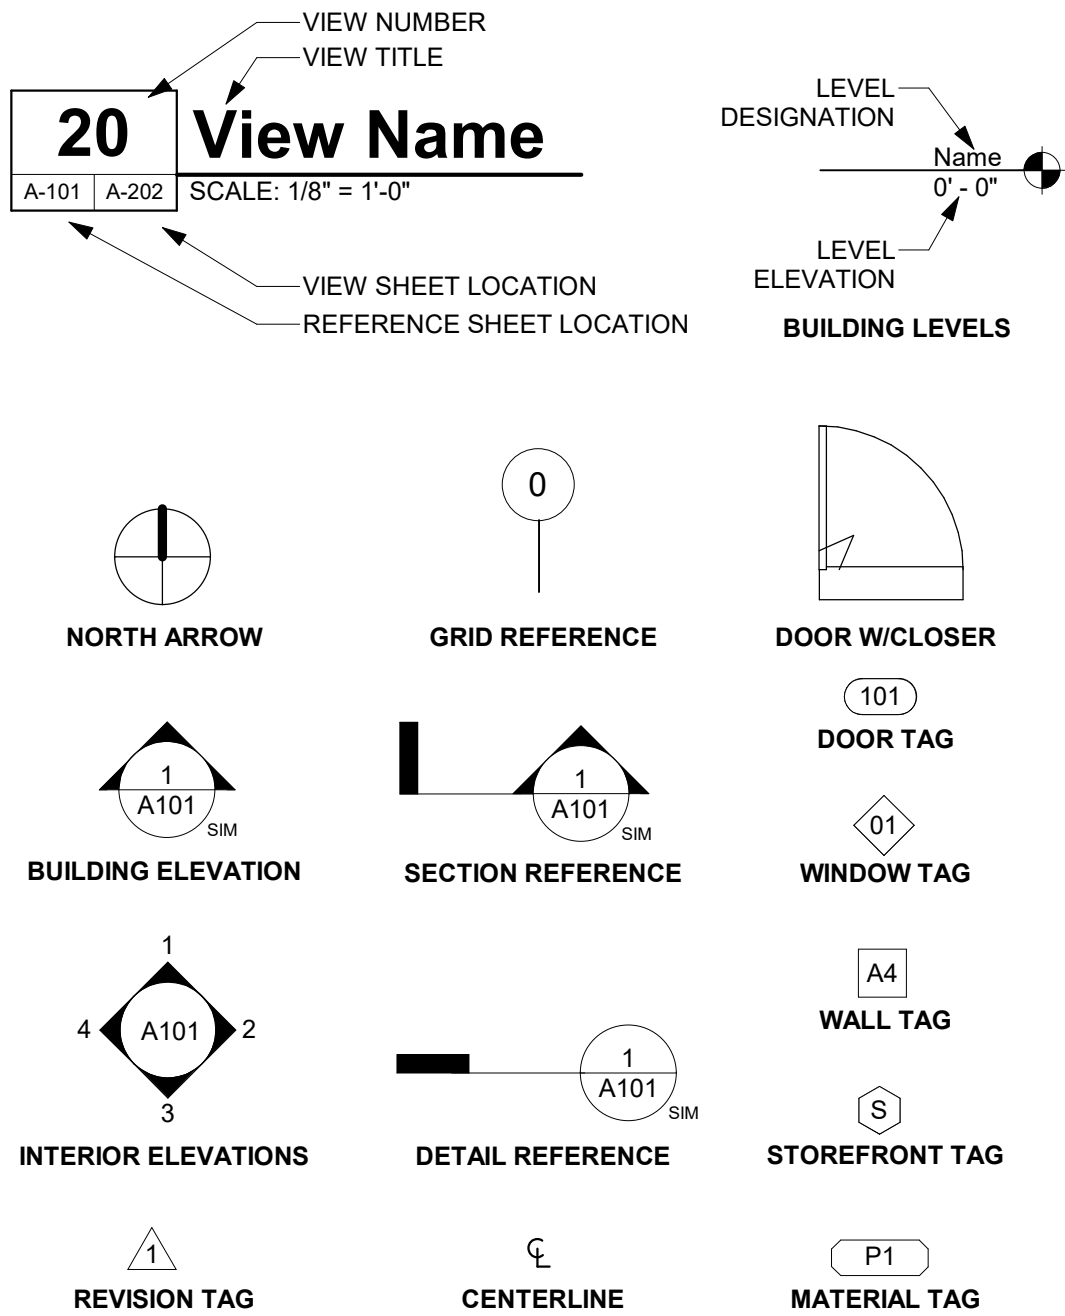 VIEW NUMBER
VIEW TITLE
20 View Name
A-101 A-202 SCALE: 1/8" = 1'-0"
VIEW SHEET LOCATION
REFERENCE SHEET LOCATION
LEVEL
DESIGNATION
Name
0' - 0"
LEVEL
ELEVATION
BUILDING LEVELS
NORTH ARROW
0
GRID REFERENCE
DOOR W/CLOSER
101
DOOR TAG
1
A101
SIM
BUILDING ELEVATION
1
A101
SIM
SECTION REFERENCE
01
WINDOW TAG
1
4 A101 2
3
INTERIOR ELEVATIONS
1
A101
SIM
DETAIL REFERENCE
A4
WALL TAG
S
STOREFRONT TAG
1
REVISION TAG
℄
CENTERLINE
P1
MATERIAL TAG